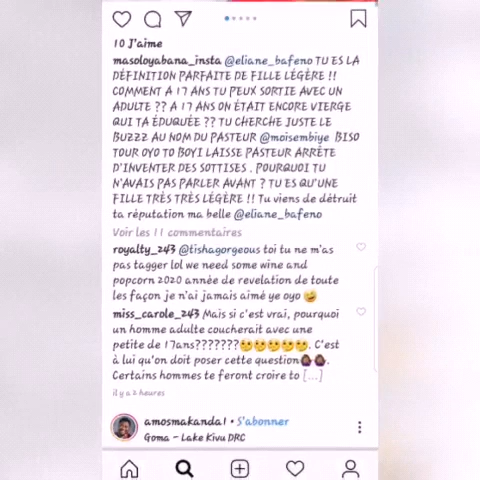 10 J'aime
masoloyabana_insta @eliane_bafeno TU ES LA
DÉFINITION PARFAITE DE FILLE LÉGÈRE !!
COMMENT A 17 ANS TU PEUX SORTIE AVEC UN
ADULTE ?? A 17 ANS ON ÉTAIT ENCORE VIERGE
QUI TA ÉDUQUÉE ?? TU CHERCHE JUSTE LE
BUZZZ AU NOM DU PASTEUR @moisembiye BISO
TOUR OYO TO BOYI LAISSE PASTEUR ARRÊTE
D'INVENTER DES SOTTISES . POURQUOI TU
N'AVAIS PAS PARLER AVANT ? TU ES QU'UNE
FILLE TRÈS TRÈS LÉGÈRE !! Tu viens de détruit
ta réputation ma belle @eliane_bafeno
Voir les 11 commentaires
royalty_243 @tishagorgeous toi tu ne m'as
pas tagger lol we need some wine and
popcorn 2020 année de revelation de toute
les façon je n'ai jamais aimé ye oyo 🤣
miss_carole_243 Mais si c'est vrai, pourquoi
un homme adulte coucherait avec une
petite de 17ans???????🤔🤔🤔🤔🤔. C'est
à lui qu'on doit poser cette question🤷🏾‍♀️🤷🏾‍♀️.
Certains hommes te feront croire to [...]
il y a 2 heures
amosmakanda1 • S'abonner
Goma – Lake Kivu DRC